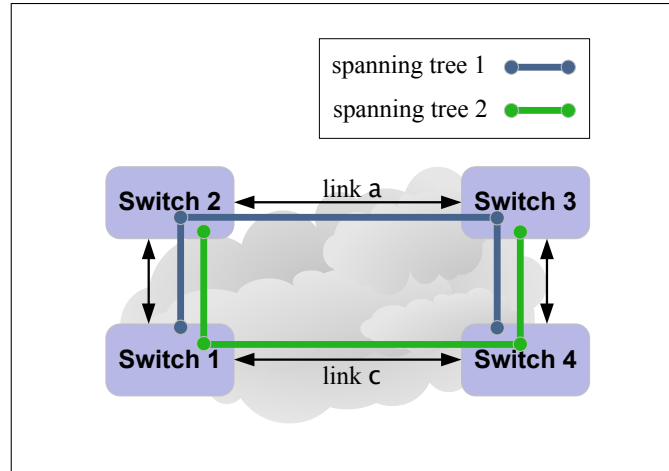 spanning tree 1
spanning tree 2
Switch 2
link a
Switch 3
Switch 1
link c
Switch 4